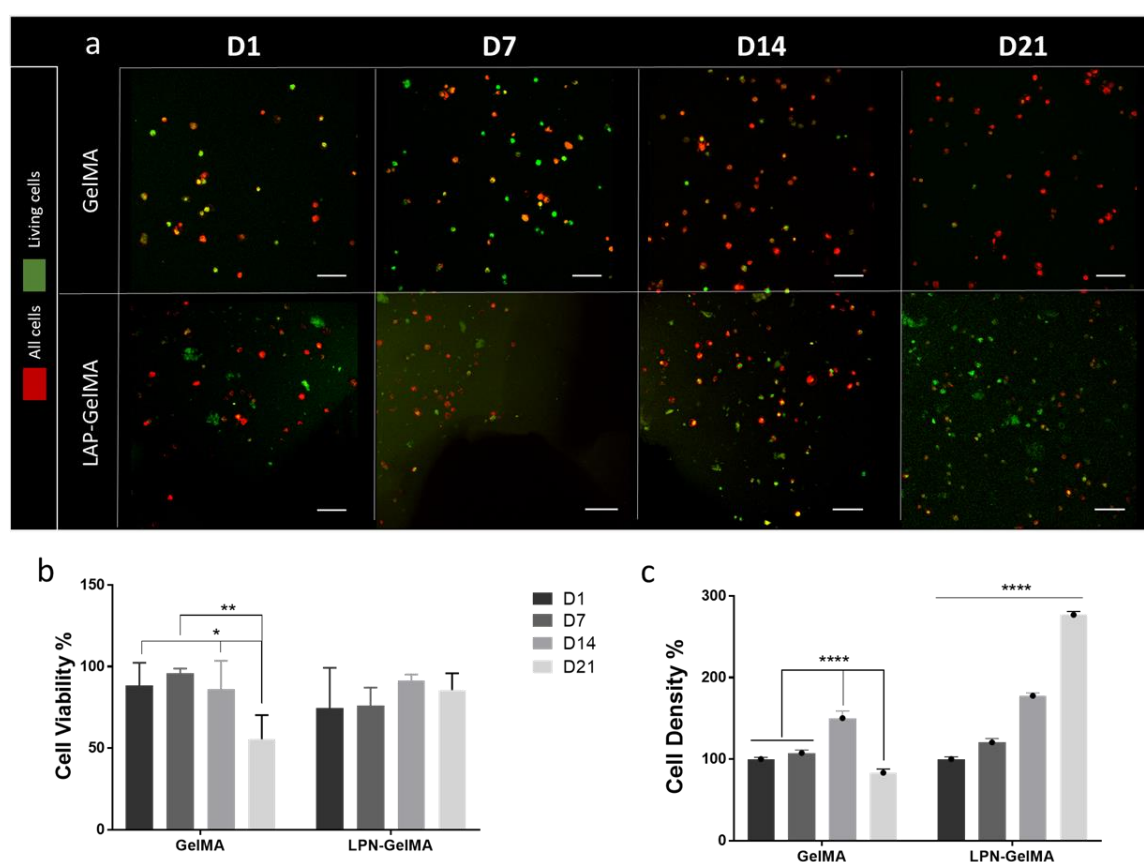 a
D1
D7
D14
D21
GelMA
LAP-GelMA
Living cells
All cells
b
Cell Viability %
150
100
50
0
**
*
GelMA
LPN-GelMA
D1
D7
D14
D21
c
Cell Density %
300
200
100
0
****
****
GelMA
LPN-GelMA